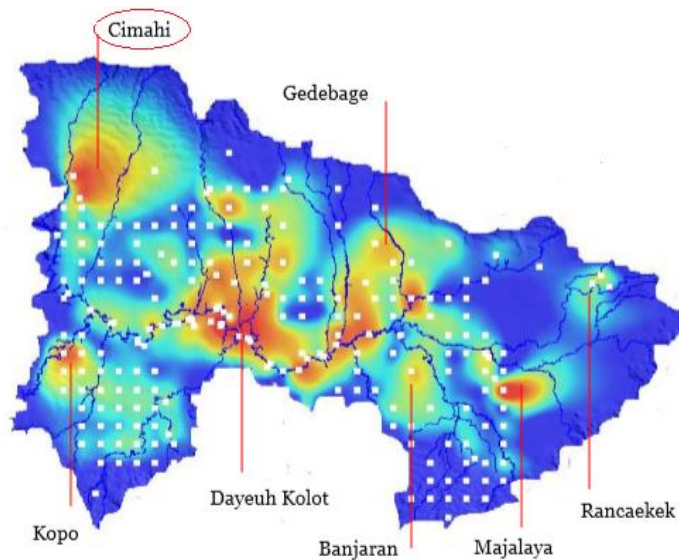 Cimahi
Gedebage
Dayeuh Kolot
Kopo
Banjaran
Majalaya
Rancaekek